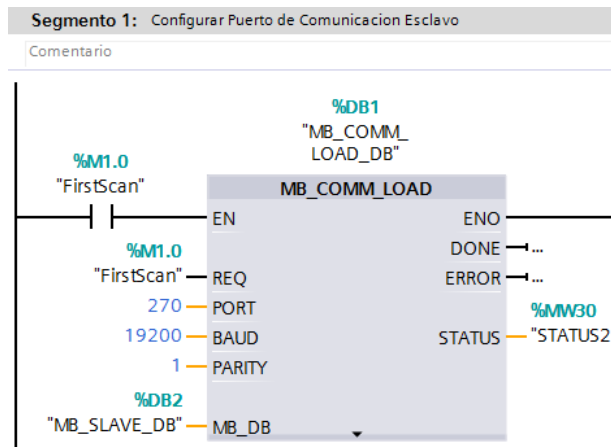 Segmento 1: Configurar Puerto de Comunicacion Esclavo
Comentario
%DB1
"MB_COMM_
LOAD_DB"
%M1.0
"FirstScan"
MB_COMM_LOAD
EN
ENO
DONE
...
%M1.0
"FirstScan"
REQ
ERROR
...
270
PORT
%MW30
19200
BAUD
STATUS
"STATUS2
1
PARITY
%DB2
"MB_SLAVE_DB"
MB_DB